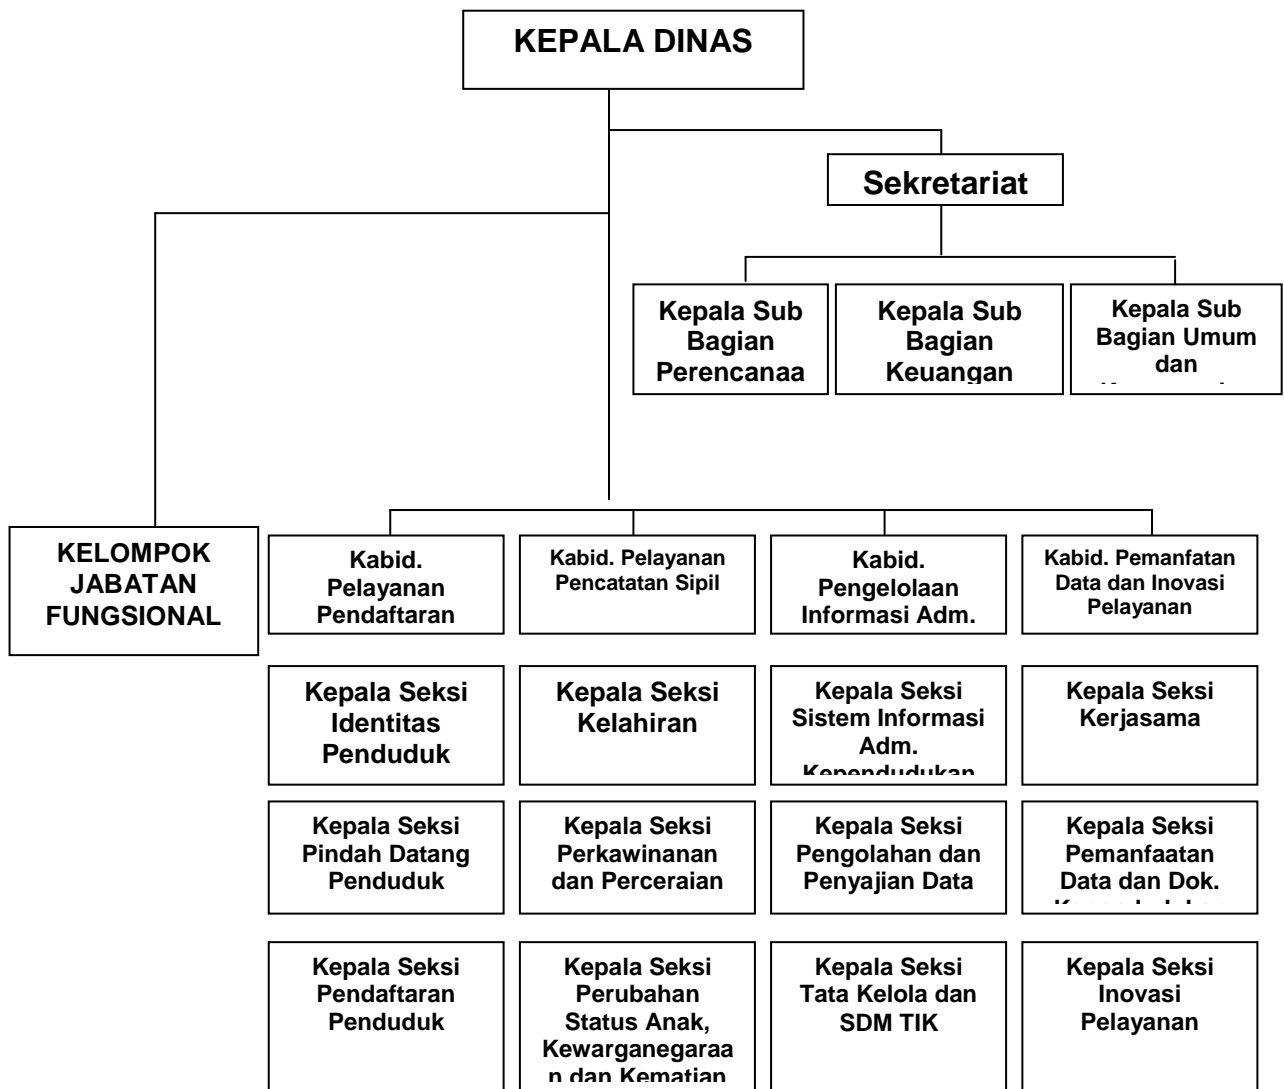 KEPALA DINAS
Sekretariat
Kepala Sub
Bagian
Perencanaa
Kepala Sub
Bagian
Keuangan
Kepala Sub
Bagian Umum
dan
KELOMPOK
JABATAN
FUNGSIONAL
Kabid.
Pelayanan
Pendaftaran
Kabid. Pelayanan
Pencatatan Sipil
Kabid.
Pengelolaan
Informasi Adm.
Kabid. Pemanfatan
Data dan Inovasi
Pelayanan
Kepala Seksi
Identitas
Penduduk
Kepala Seksi
Kelahiran
Kepala Seksi
Sistem Informasi
Adm.
Kependudukan
Kepala Seksi
Kerjasama
Kepala Seksi
Pindah Datang
Penduduk
Kepala Seksi
Perkawinanan
dan Perceraian
Kepala Seksi
Pengolahan dan
Penyajian Data
Kepala Seksi
Pemanfaatan
Data dan Dok.
Kepala Seksi
Pendaftaran
Penduduk
Kepala Seksi
Perubahan
Status Anak,
Kewarganegaraa
n dan Kematian
Kepala Seksi
Tata Kelola dan
SDM TIK
Kepala Seksi
Inovasi
Pelayanan